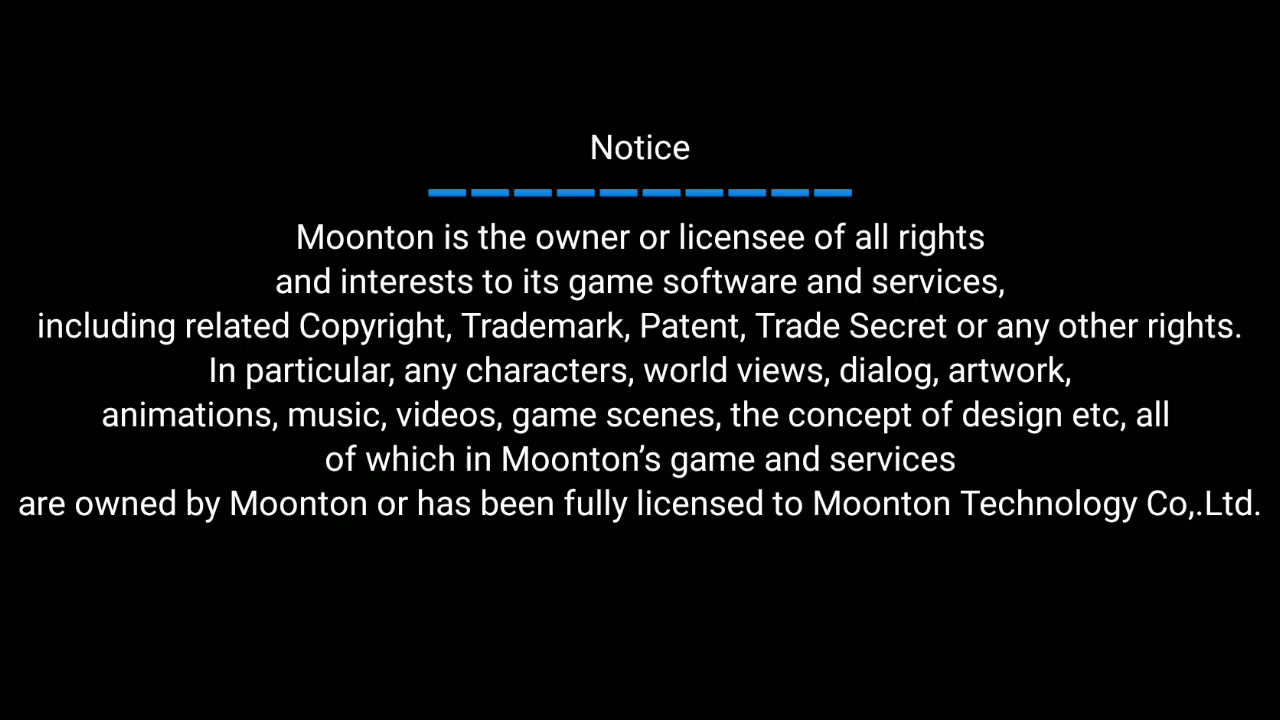 Notice
Moonton is the owner or licensee of all rights
and interests to its game software and services,
including related Copyright, Trademark, Patent, Trade Secret or any other rights.
In particular, any characters, world views, dialog, artwork,
animations, music, videos, game scenes, the concept of design etc, all
of which in Moonton’s game and services
are owned by Moonton or has been fully licensed to Moonton Technology Co,.Ltd.